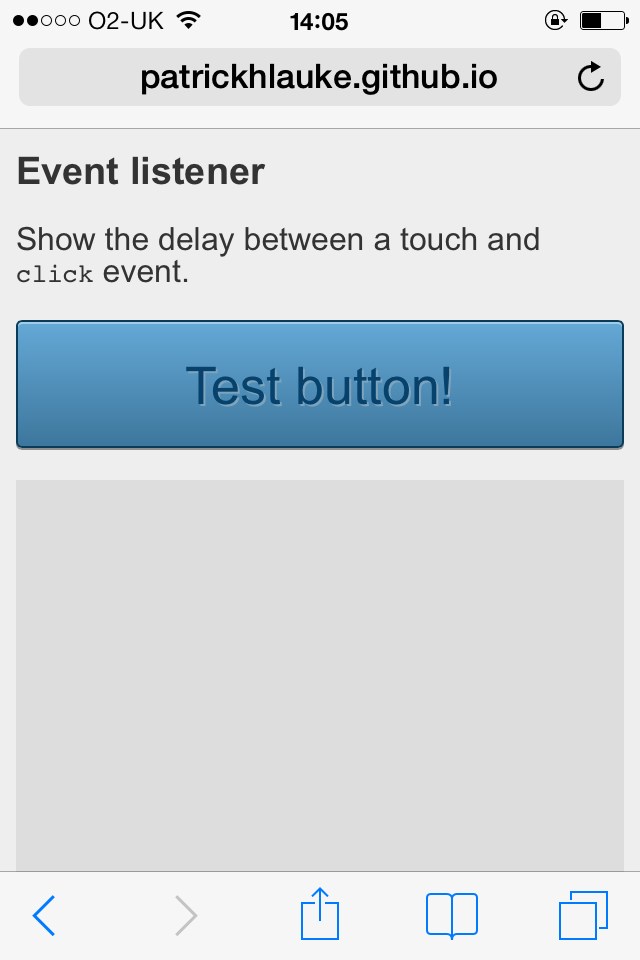 O2-UK 14:05
patrickhlauke.github.io
Event listener
Show the delay between a touch and
click event.
Test button!